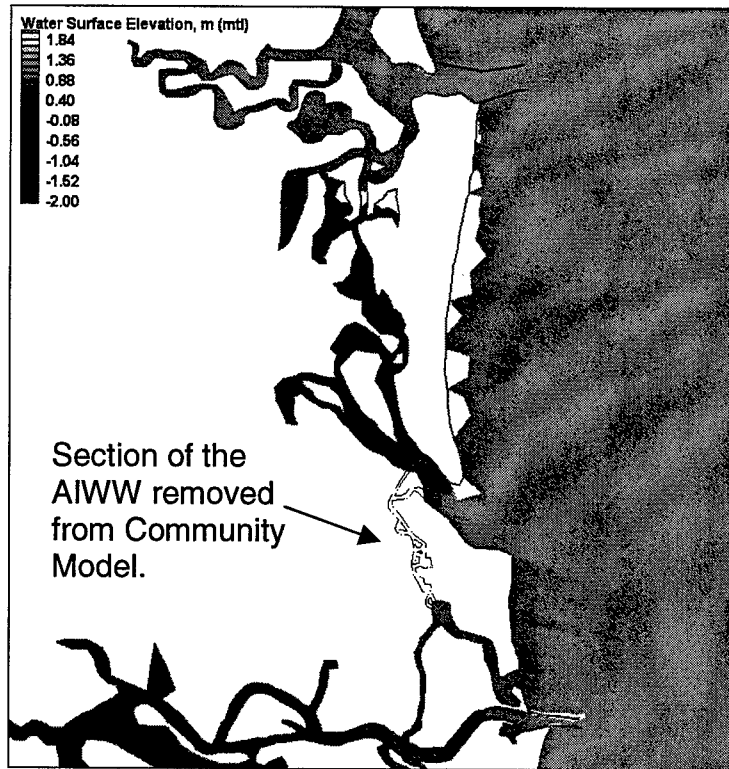 Water Surface Elevation, m (mtl)
1.84
1.36
0.88
0.40
-0.08
-0.56
-1.04
-1.52
-2.00
Section of the
AIWW removed
from Community
Model.